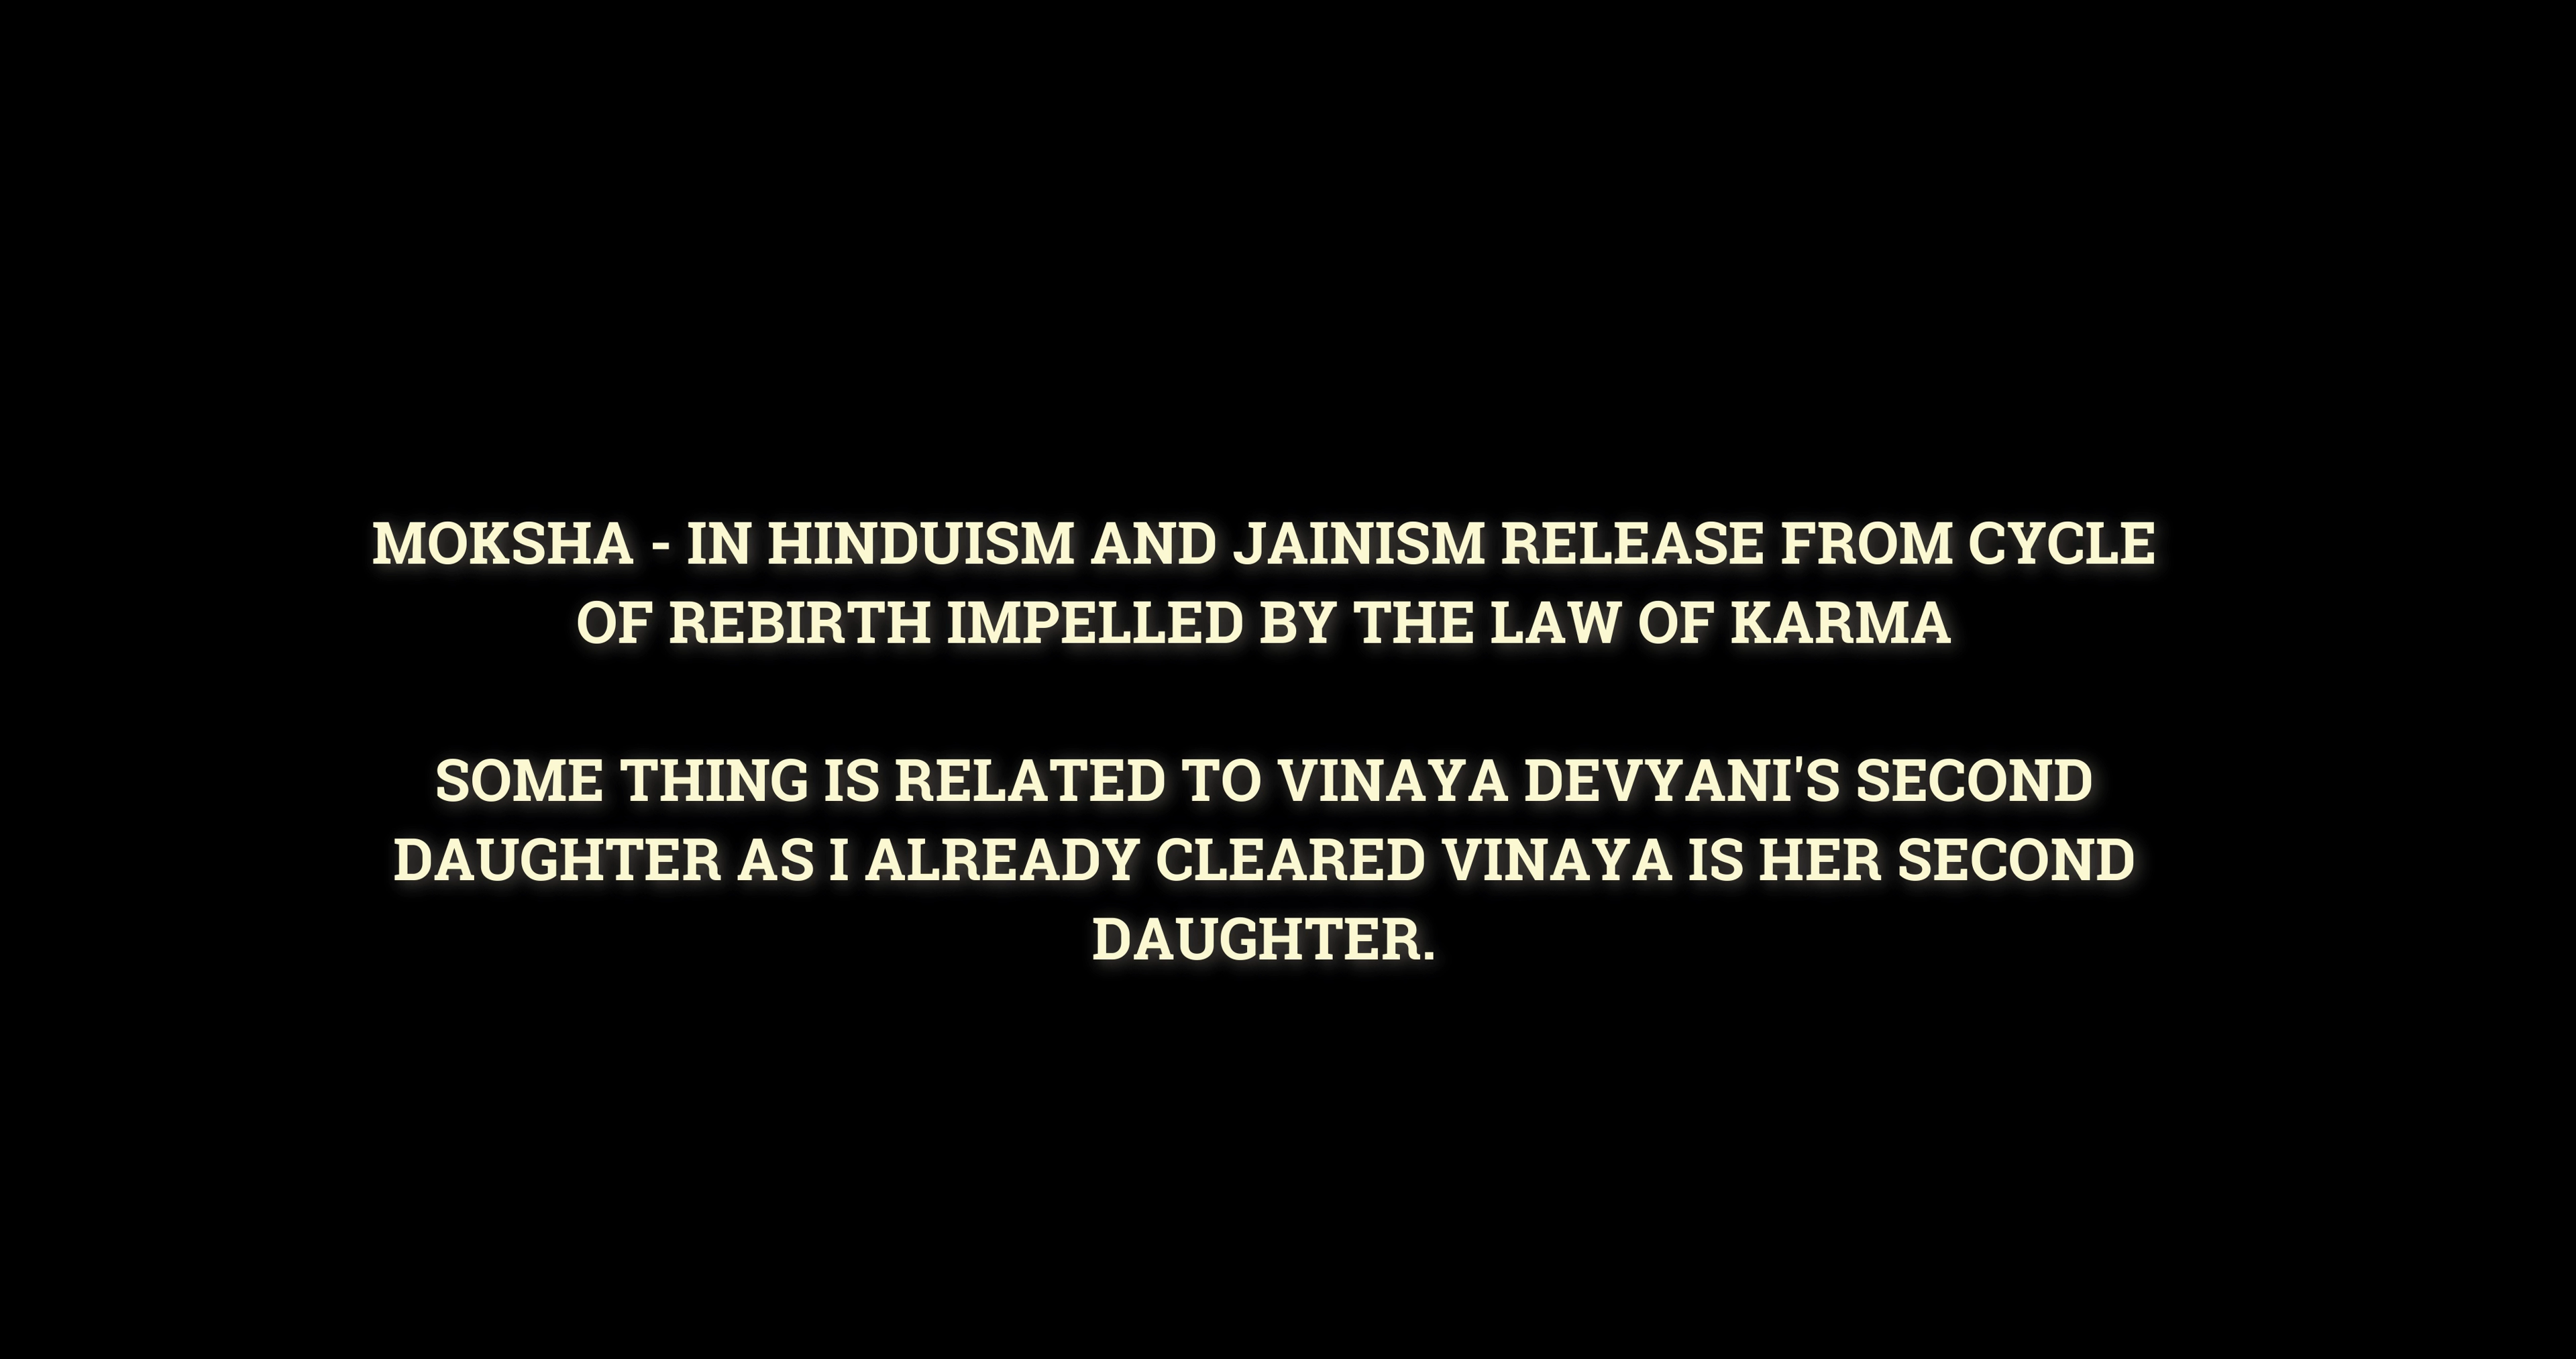 MOKSHA - IN HINDUISM AND JAINISM RELEASE FROM CYCLE
OF REBIRTH IMPELLED BY THE LAW OF KARMA
SOME THING IS RELATED TO VINAYA DEVYANI'S SECOND
DAUGHTER AS I ALREADY CLEARED VINAYA IS HER SECOND
DAUGHTER.